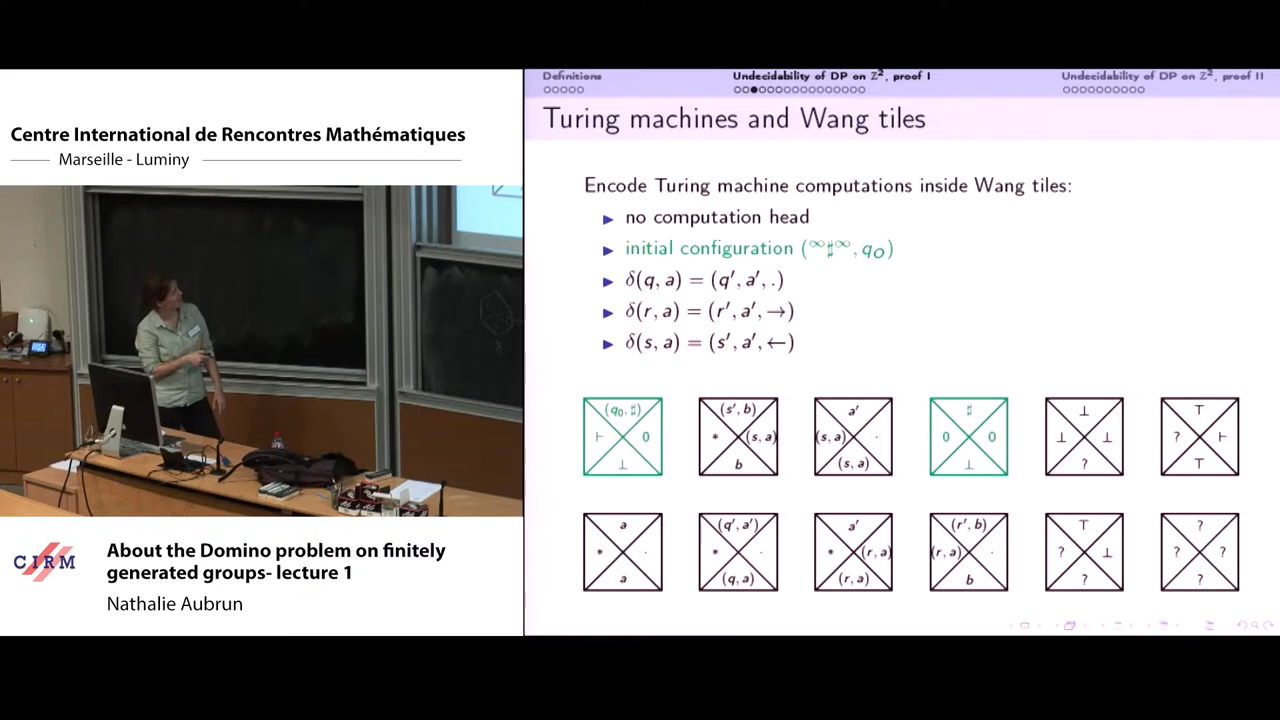 Centre International de Rencontres Mathématiques
Marseille - Luminy
CIRM
About the Domino problem on finitely
generated groups- lecture 1
Nathalie Aubrun
Definitions
Undecidability of DP on ℤ², proof I
Undecidability of DP on ℤ², proof II
Turing machines and Wang tiles
Encode Turing machine computations inside Wang tiles:
▶ no computation head
▶ initial configuration (^∞♯^∞, q₀)
▶ δ(q, a) = (q′, a′, .)
▶ δ(r, a) = (r′, a′, →)
▶ δ(s, a) = (s′, a′, ←)
(q₀, ♯) (s′, b) a′ ♯ ⊥ ⊤
⊢ 0 * (s, a) (s, a) · 0 0 ⊥ ⊥ ? ⊢
⊥ b (s, a) ⊥ ? ⊤
a (q′, a′) a′ (r′, b) ⊤ ?
* · * · * (r, a) (r, a) · ? ⊥ ? ?
a (q, a) (r, a) b ? ?